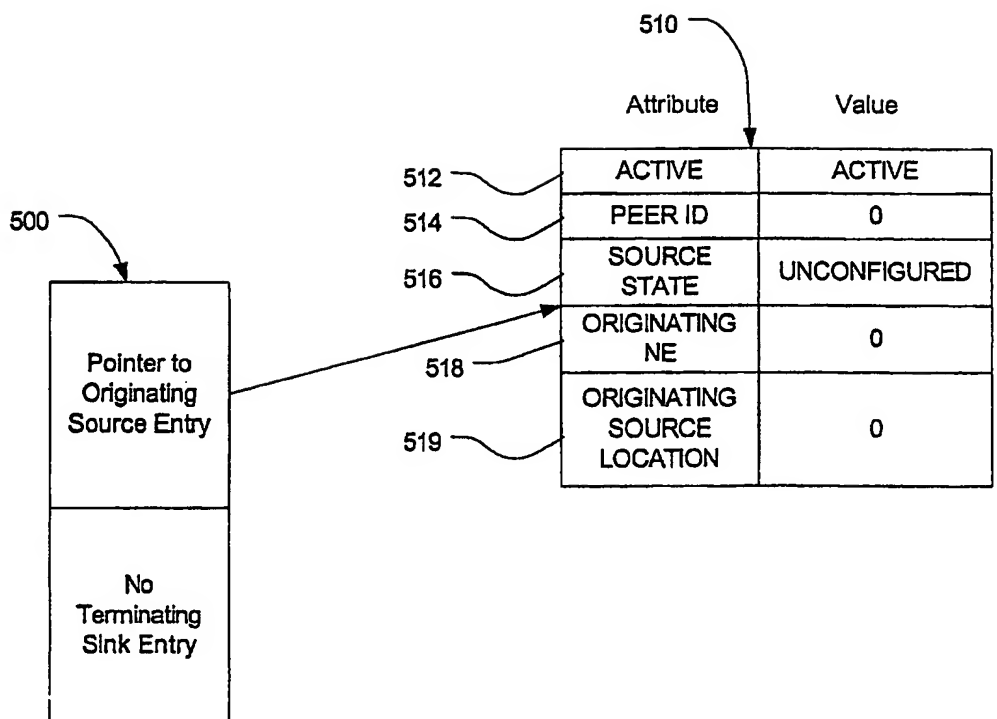 510
Attribute Value
512 ACTIVE ACTIVE
514 PEER ID 0
500
516 SOURCE
STATE UNCONFIGURED
518 ORIGINATING
NE 0
519 ORIGINATING
SOURCE
LOCATION 0
Pointer to
Originating
Source Entry
No
Terminating
Sink Entry